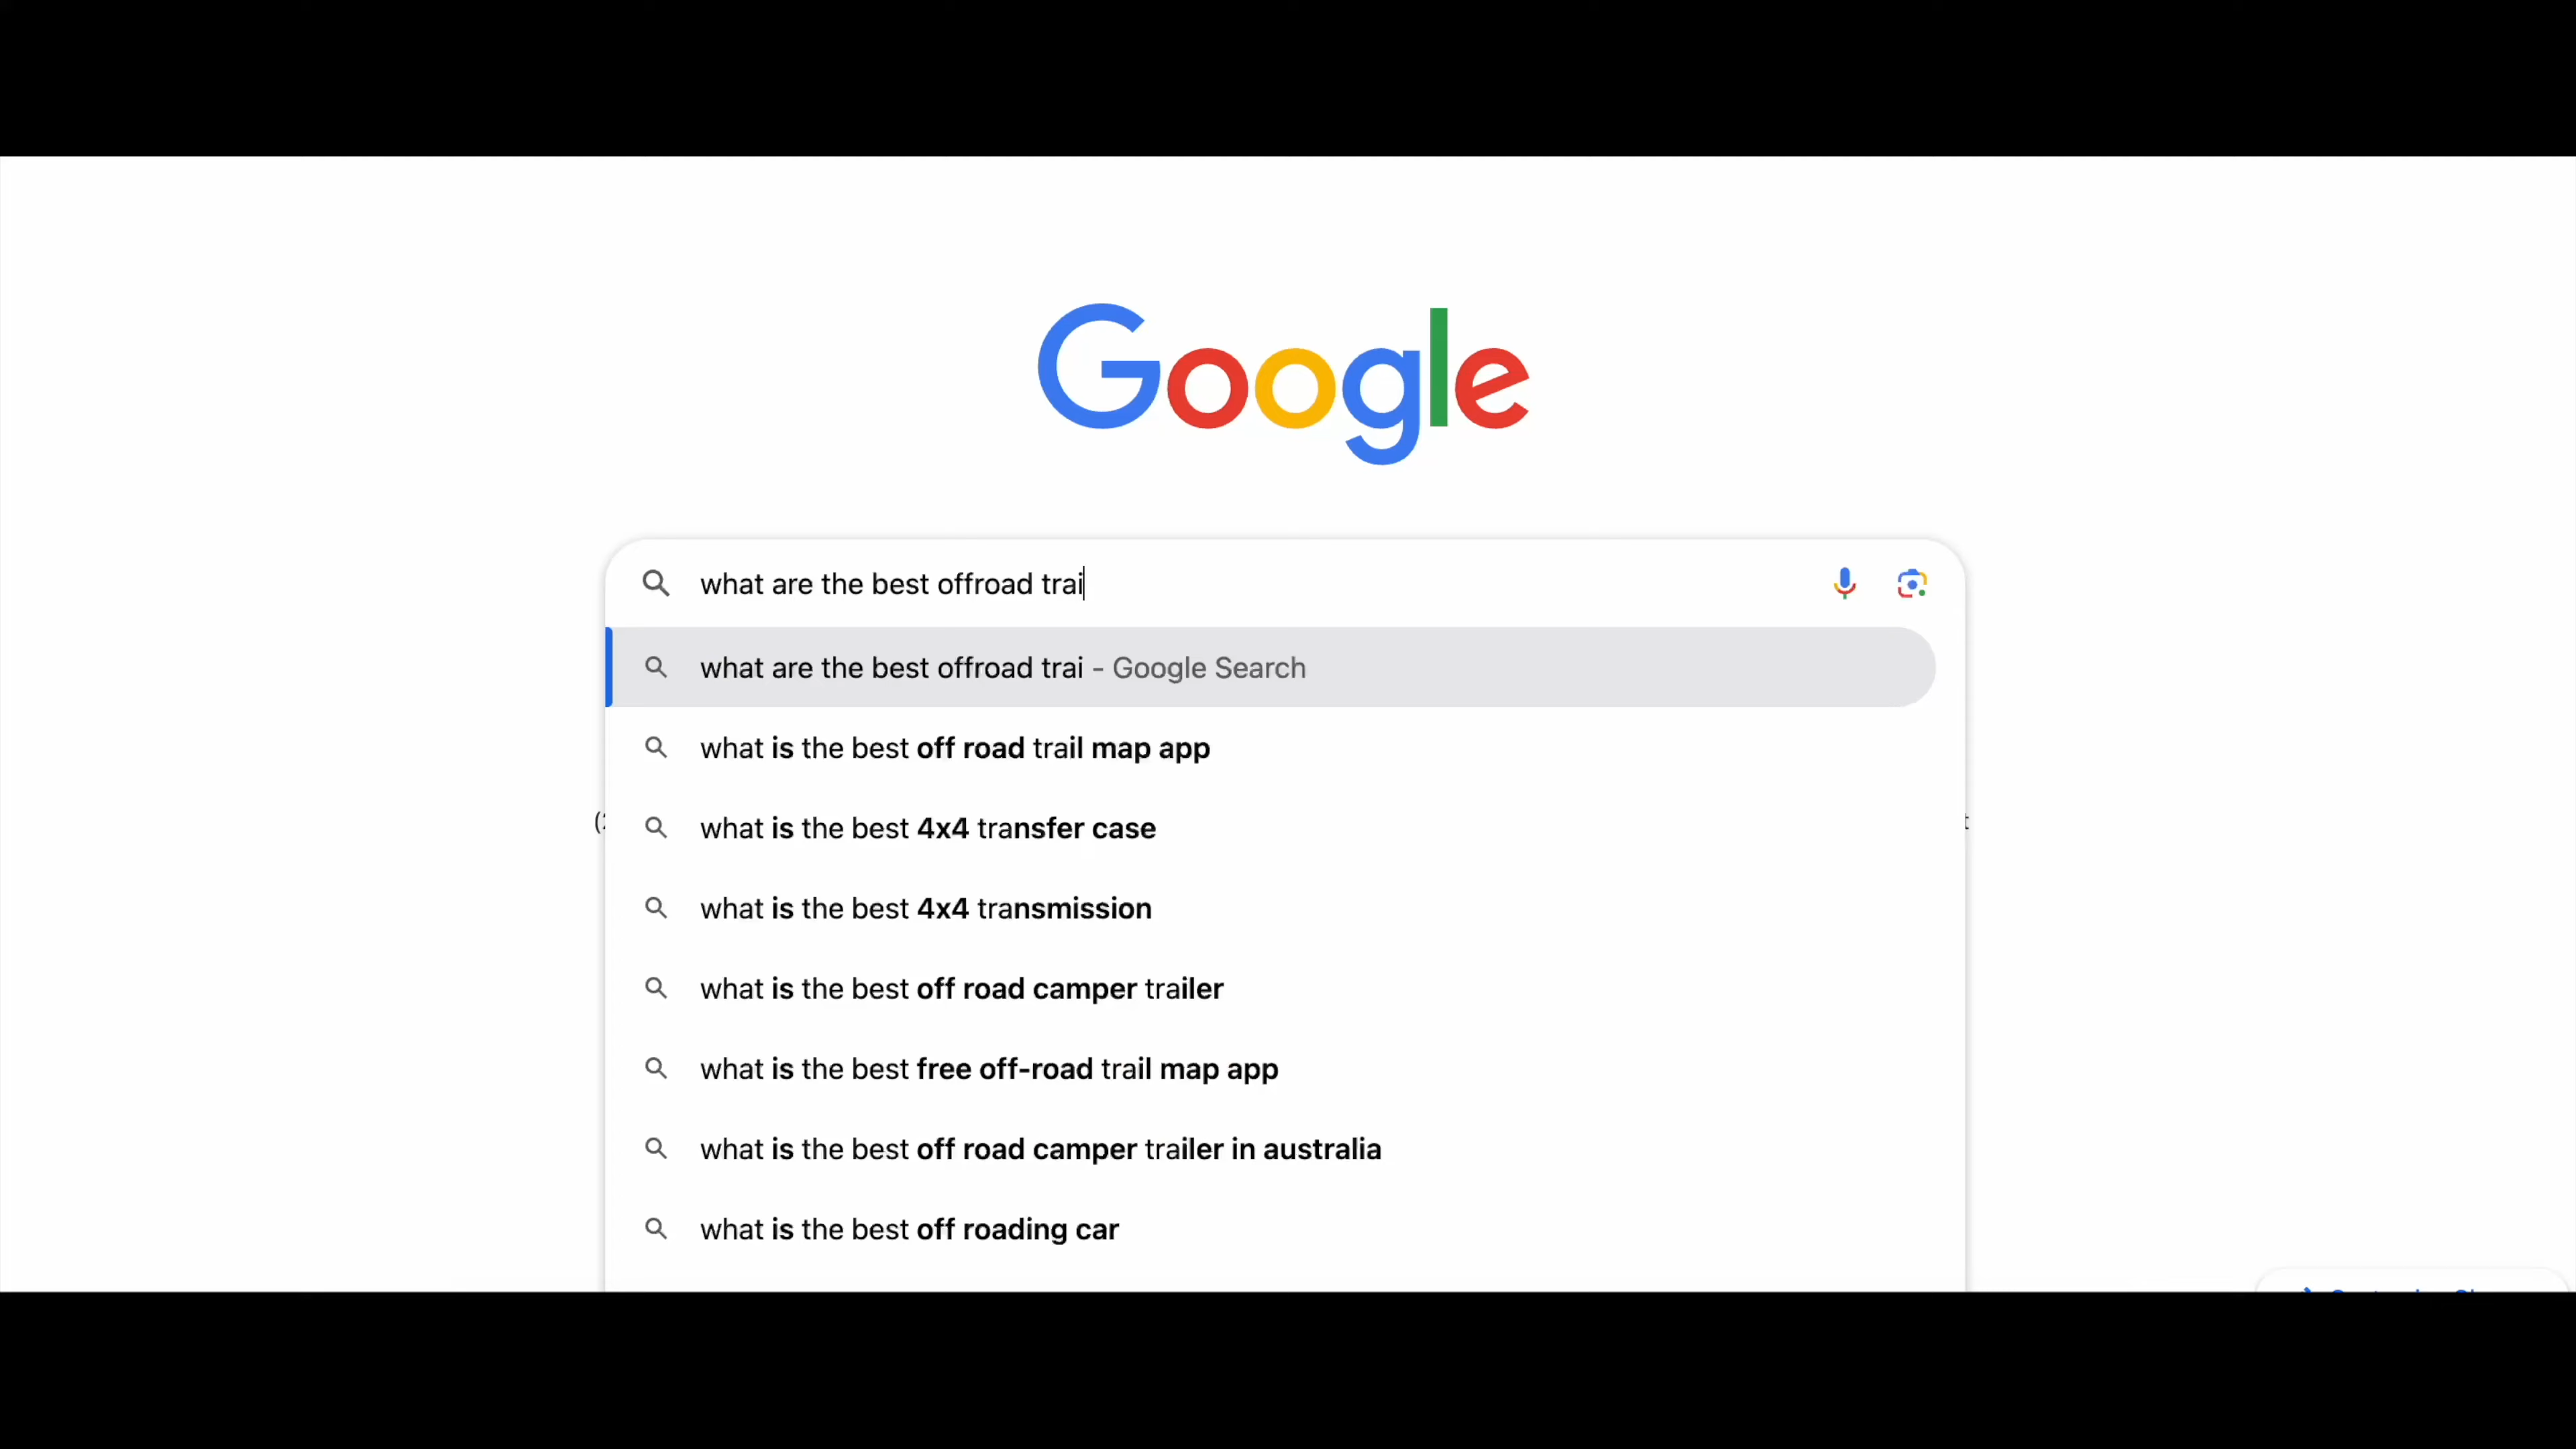 Google
what are the best offroad trai
what are the best offroad trai - Google Search
what is the best off road trail map app
what is the best 4x4 transfer case
what is the best 4x4 transmission
what is the best off road camper trailer
what is the best free off-road trail map app
what is the best off road camper trailer in australia
what is the best off roading car